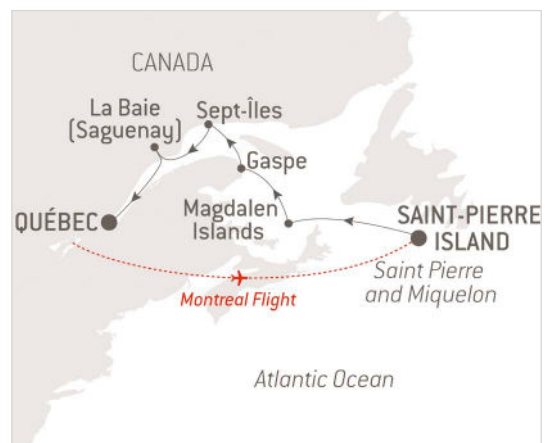 CANADA
La Baie
(Saguenay)
Sept-Îles
Gaspe
Magdalen
Islands
QUÉBEC
SAINT-PIERRE
ISLAND
Saint Pierre
and Miquelon
Montreal Flight
Atlantic Ocean